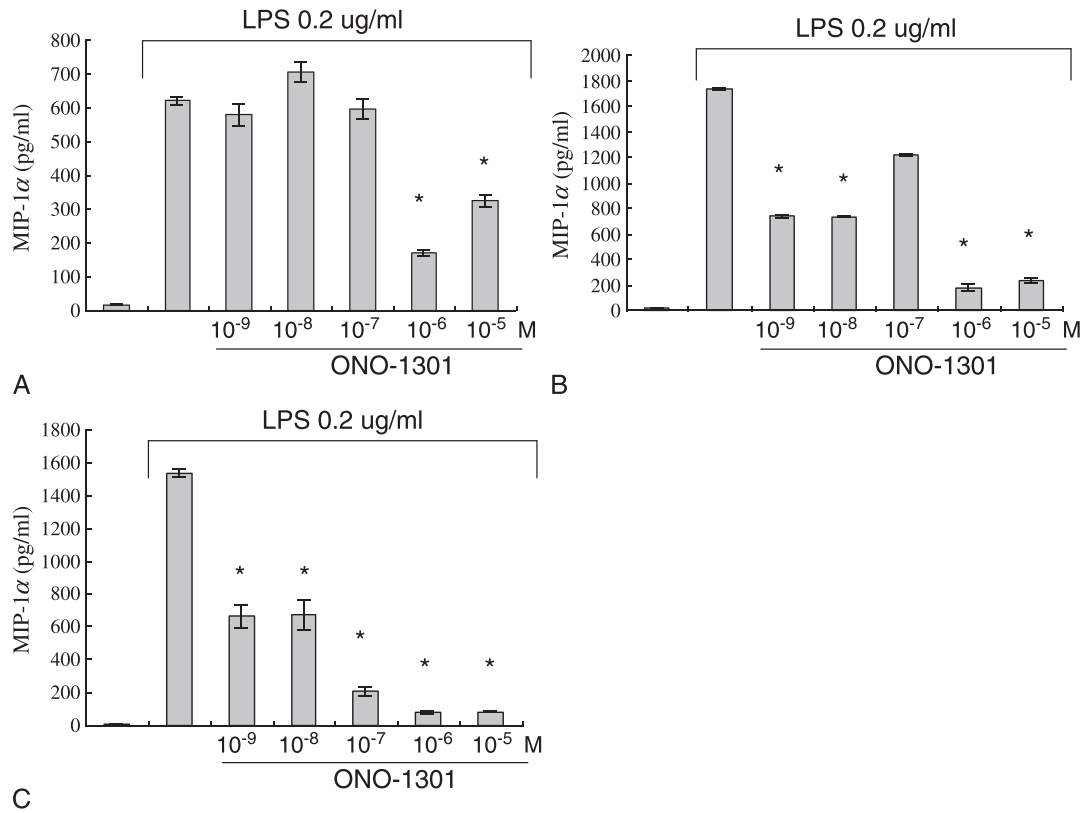 LPS 0.2 ug/ml
800
700
600
500
400
300
200
100
0
MIP-1α (pg/ml)
* *
10-9 10-8 10-7 10-6 10-5 M
ONO-1301
A
LPS 0.2 ug/ml
2000
1800
1600
1400
1200
1000
800
600
400
200
0
MIP-1α (pg/ml)
* * * *
10-9 10-8 10-7 10-6 10-5 M
ONO-1301
B
LPS 0.2 ug/ml
1800
1600
1400
1200
1000
800
600
400
200
0
MIP-1α (pg/ml)
* * * * *
10-9 10-8 10-7 10-6 10-5 M
ONO-1301
C